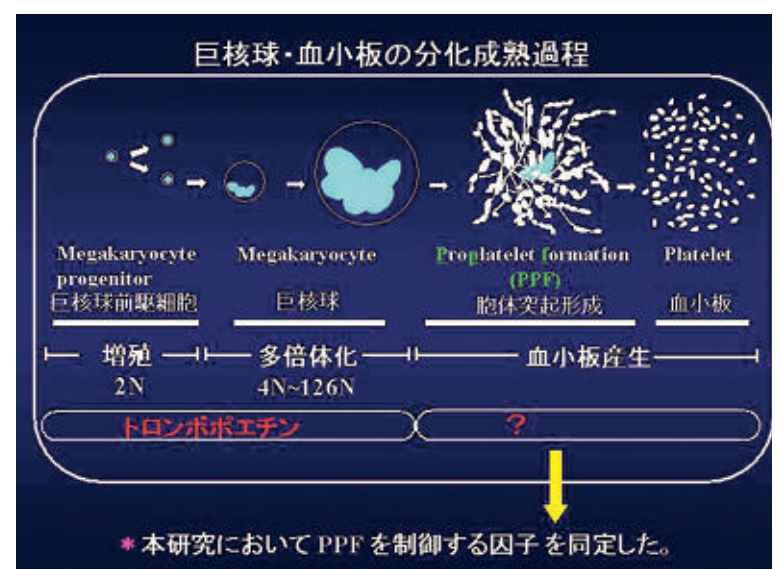 巨核球・血小板の分化成熟過程
Megakaryocyte progenitor
巨核球前駆細胞
Megakaryocyte
巨核球
Proplatelet formation
(PPF)
胞体突起形成
Platelet
血小板
増殖
2N
多倍体化
4N~126N
血小板産生
トロンボポエチン
?
*本研究においてPPFを制御する因子を同定した。